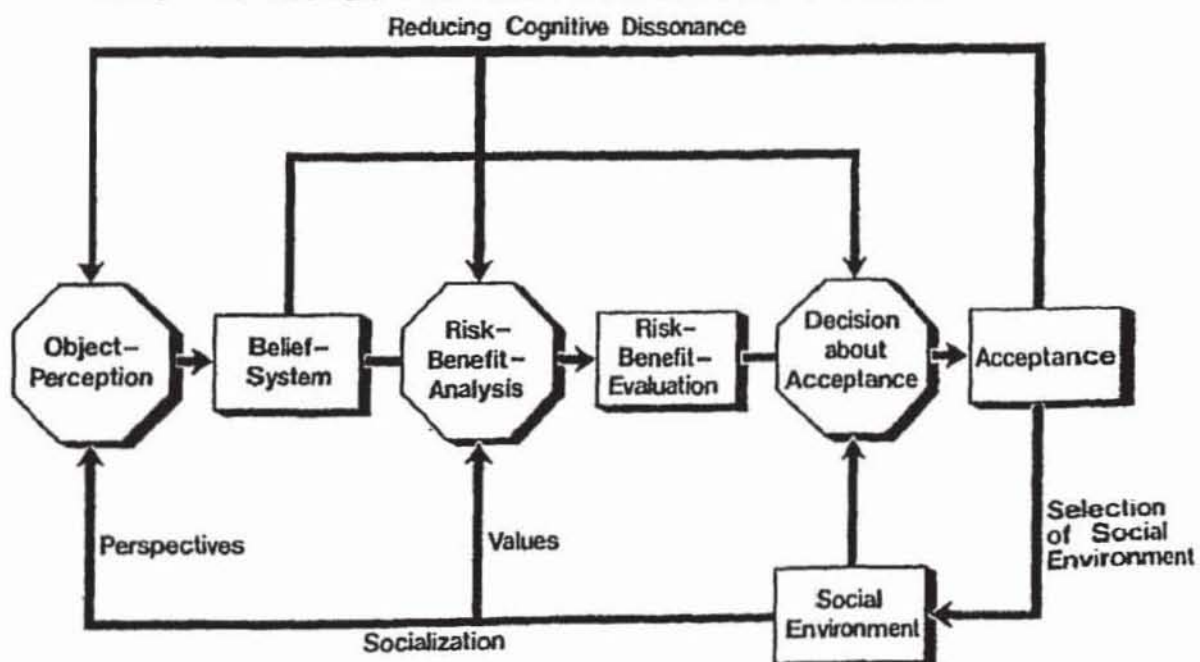 Reducing Cognitive Dissonance
Object-
Perception
Belief-
System
Risk-
Benefit-
Analysis
Risk-
Benefit-
Evaluation
Decision
about
Acceptance
Acceptance
Perspectives
Values
Selection
of Social
Environment
Social
Environment
Socialization